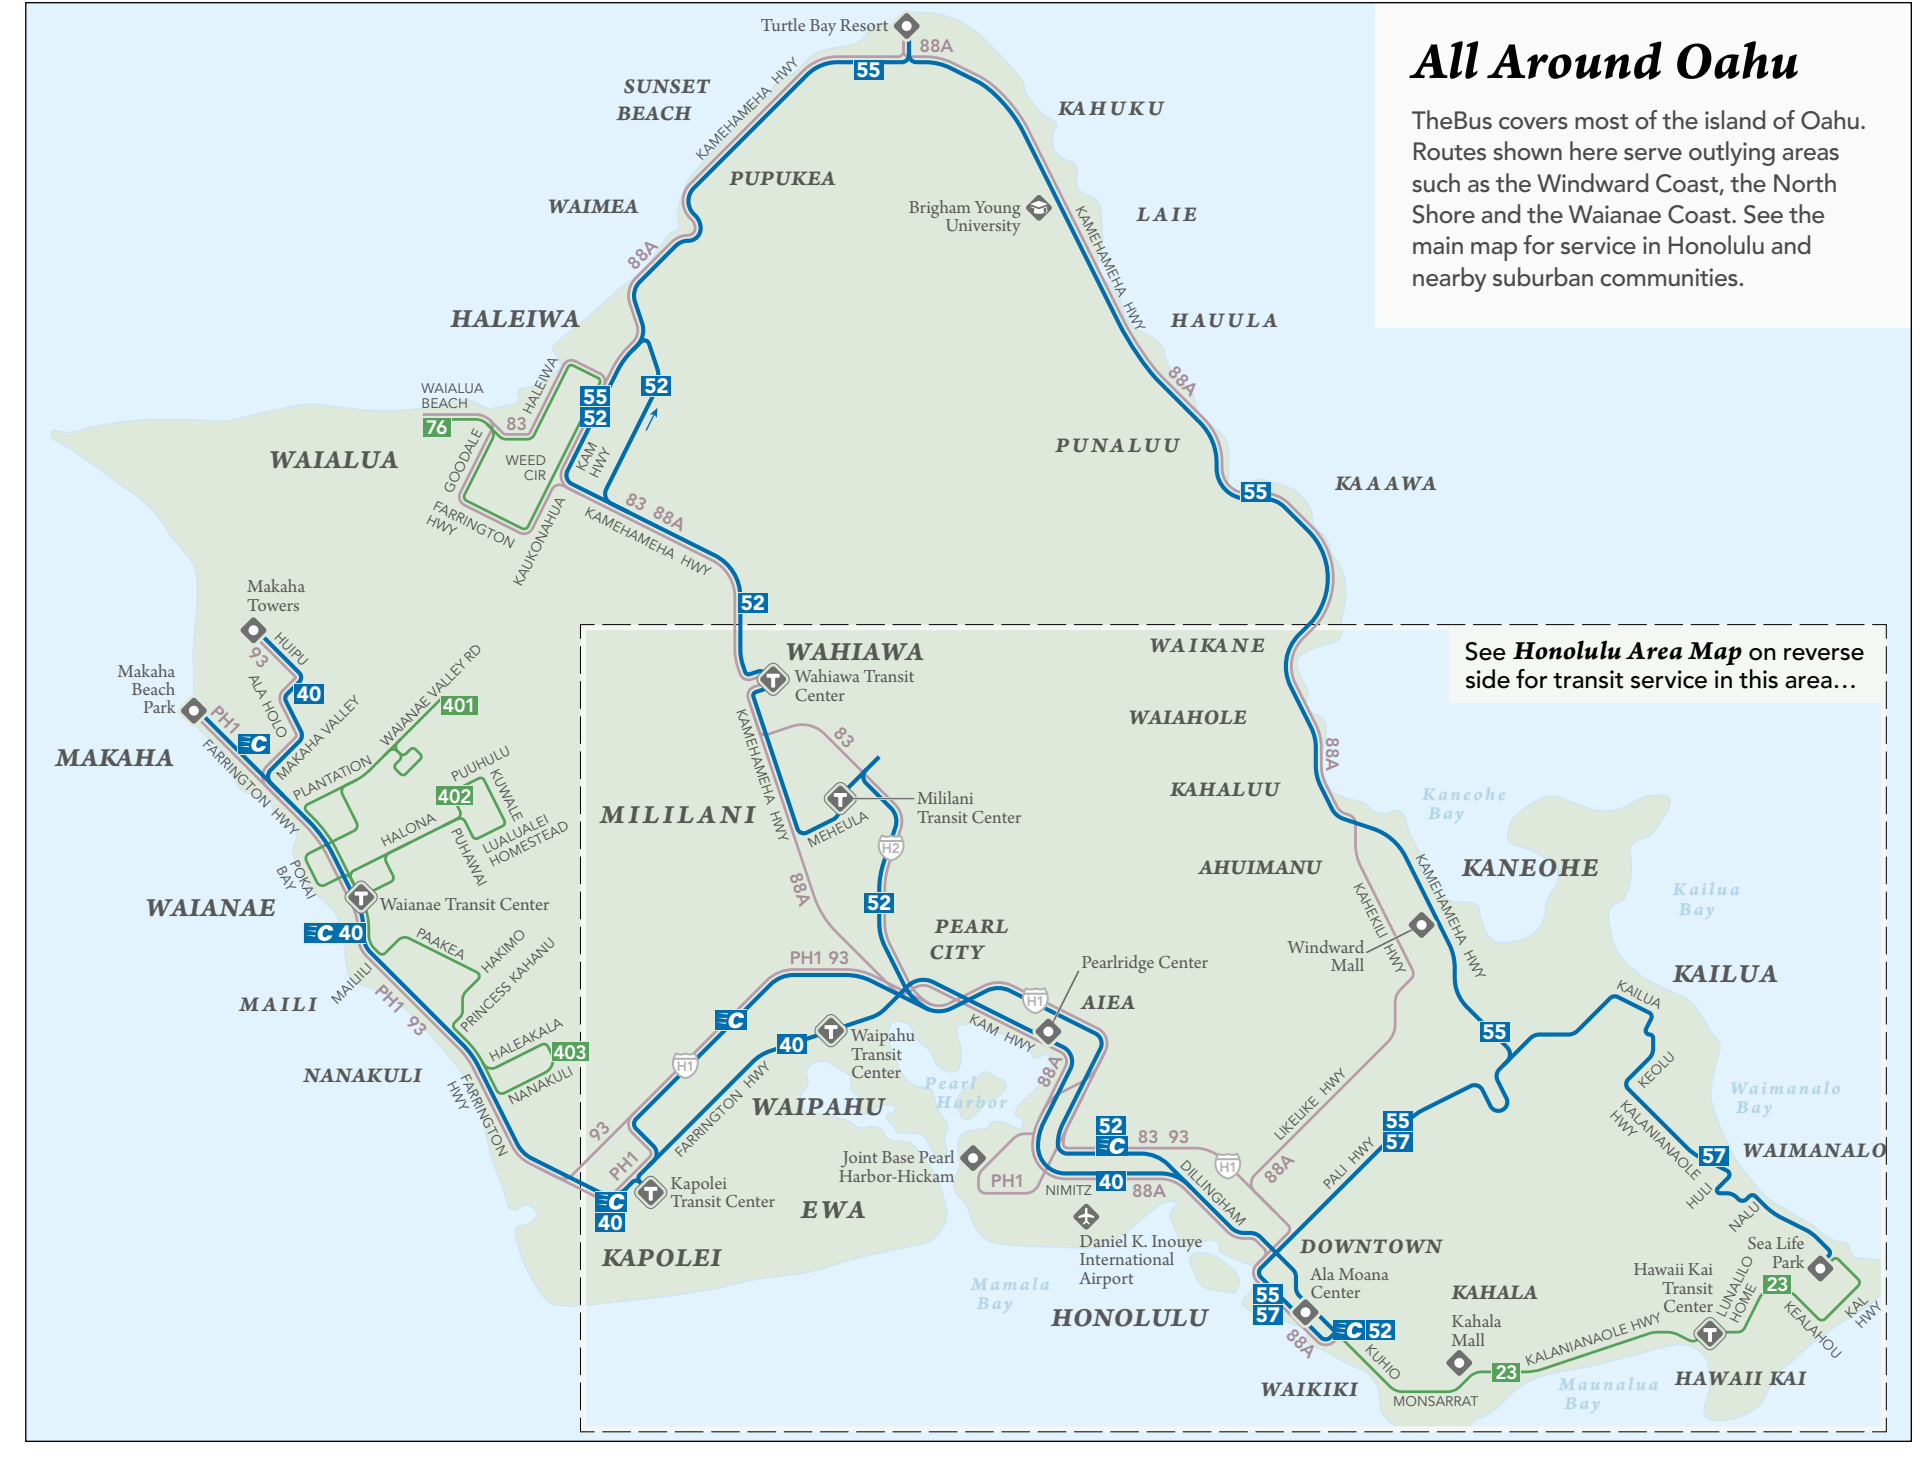 All Around Oahu
TheBus covers most of the island of Oahu.
Routes shown here serve outlying areas
such as the Windward Coast, the North
Shore and the Waianae Coast. See the
main map for service in Honolulu and
nearby suburban communities.
Turtle Bay Resort
88A
55
SUNSET
BEACH
KAMEHAMEHA HWY
KAHUKU
PUPUKEA
WAIMEA
Brigham Young
University
LAIE
KAMEHAMEHA HWY
88A
HALEIWA
HAUULA
88A
WAIALUA
BEACH
76
HALEIWA
83
55
52
52
GOODALE
WEED
CIR
KAM
HWY
WAIALUA
FARRINGTON
HWY
KAUKONAHUA
83 88A
KAMEHAMEHA HWY
PUNALUU
55
KAAAWA
52
Makaha
Towers
HUIPU
93
40
ALA HOLO
MAKAHA VALLEY
Makaha
Beach
Park
PH1
C
FARRINGTON HWY
MAKAHA
WAIANAE VALLEY RD
401
PLANTATION
PUUHULU
402
KUWALE
HALONA
PUHAWAI
LUALUALEI
HOMESTEAD
POKAI
BAY
WAIANAE
Waianae Transit Center
C 40
PAAKEA
HAKIMO
PRINCESS KAHANU
MAILIILI
MAILI
PH1 93
HALEAKALA
403
NANAKULI
NANAKULI
FARRINGTON
HWY
See Honolulu Area Map on reverse
side for transit service in this area…
WAIKANE
WAHIAWA
Wahiawa Transit
Center
KAMEHAMEHA HWY
83
WAIAHOLE
88A
MILILANI
Mililani
Transit Center
MEHEULA
H2
KAHALUU
Kaneohe
Bay
88A
52
AHUIMANU
KANEOHE
KAMEHAMEHA HWY
KAHEKILI HWY
Kailua
Bay
PEARL
CITY
Windward
Mall
PH1 93
Pearlridge Center
KAILUA
C
H1
AIEA
KAM HWY
KAILUA
55
H1
40
Waipahu
Transit
Center
FARRINGTON HWY
WAIPAHU
Pearl
Harbor
88A
KEOLU
Waimanalo
Bay
KALANIANAOLE
HWY
LIKELIKE HWY
93
PH1
52
C
83 93
H1
55
57
PALI HWY
57
WAIMANALO
HULI
NALU
Joint Base Pearl
Harbor-Hickam
PH1
NIMITZ
40
88A
DILLINGHAM
88A
Kapolei
Transit Center
C
40
EWA
KAPOLEI
Daniel K. Inouye
International
Airport
DOWNTOWN
Ala Moana
Center
Mamala
Bay
HONOLULU
55
57
88A
C 52
KAHALA
Kahala
Mall
KUHIO
WAIKIKI
MONSARRAT
23
KALANIANAOLE HWY
Hawaii Kai
Transit
Center
LUNALILO
HOME
Sea Life
Park
23
KEALAHOU
KAL
HWY
Maunalua
Bay
HAWAII KAI